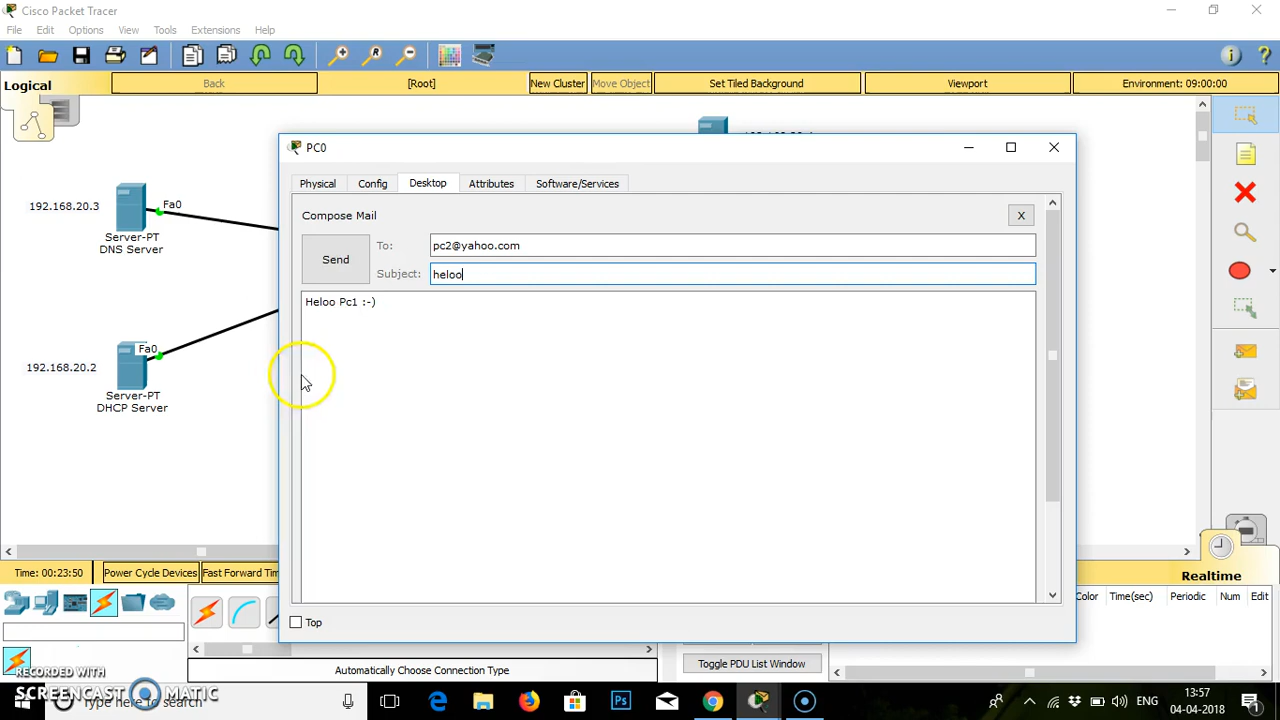 Cisco Packet Tracer
File Edit Options View Tools Extensions Help
Logical Back [Root] New Cluster Move Object Set Tiled Background Viewport Environment: 09:00:00
PC0
Physical Config Desktop Attributes Software/Services
Compose Mail X
Send
To: pc2@yahoo.com
Subject: heloo
Heloo Pc1 :-)
Top
192.168.20.3
Fa0
Server-PT
DNS Server
Fa0
192.168.20.2
Server-PT
DHCP Server
Time: 00:23:50 Power Cycle Devices Fast Forward Tim
Realtime
Color Time(sec) Periodic Num Edit
Automatically Choose Connection Type
Toggle PDU List Window
RECORDED WITH
SCREENCAST MATIC
Type here to search
ENG
13:57
04-04-2018
1